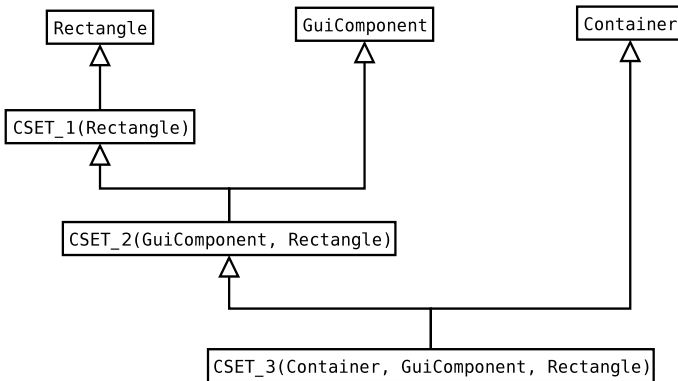 Rectangle
GuiComponent
Container
CSET_1(Rectangle)
CSET_2(GuiComponent, Rectangle)
CSET_3(Container, GuiComponent, Rectangle)